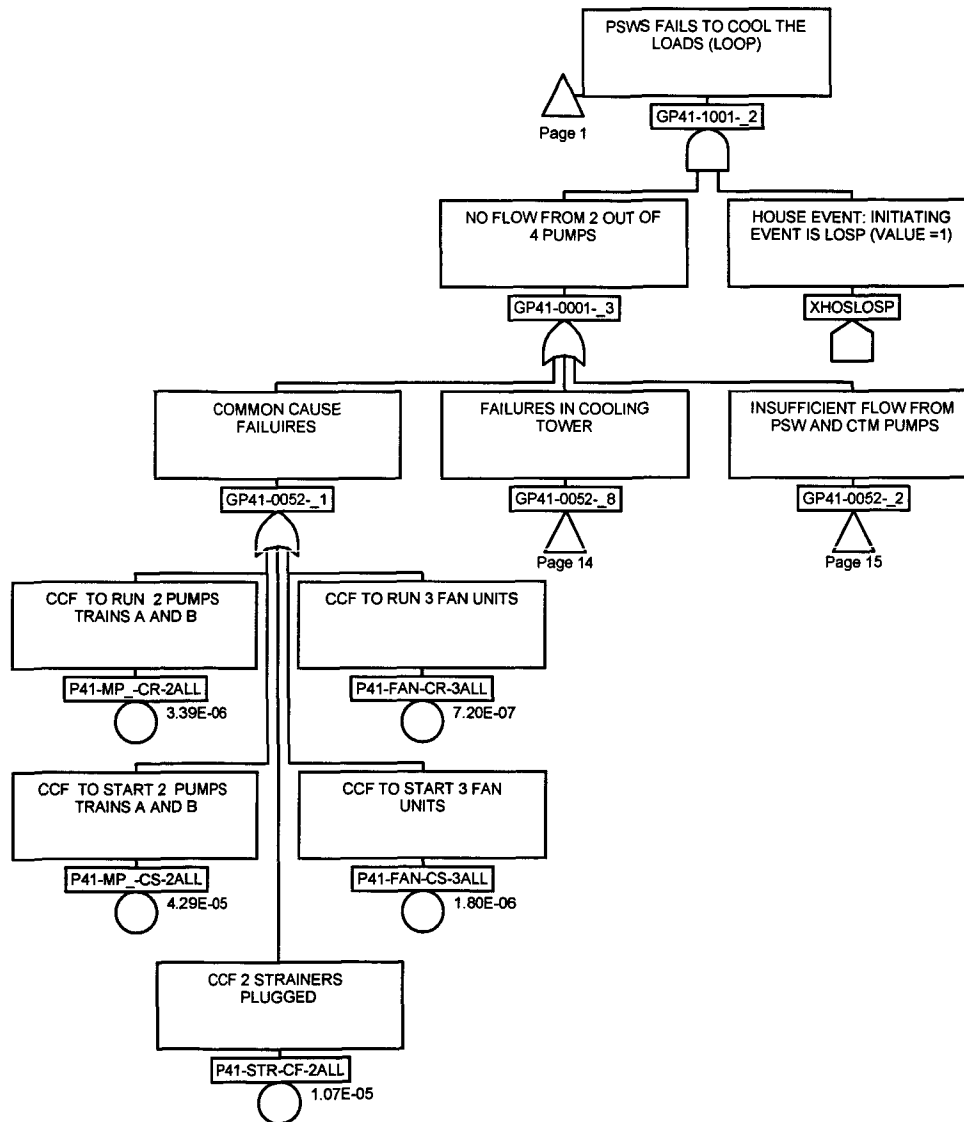 PSWS FAILS TO COOL THE
LOADS (LOOP)
Page 1
GP41-1001-_2
NO FLOW FROM 2 OUT OF
4 PUMPS
GP41-0001-_3
HOUSE EVENT: INITIATING
EVENT IS LOSP (VALUE =1)
XHOSLOSP
COMMON CAUSE
FAILUIRES
GP41-0052-_1
FAILURES IN COOLING
TOWER
GP41-0052-_8
Page 14
INSUFFICIENT FLOW FROM
PSW AND CTM PUMPS
GP41-0052-_2
Page 15
CCF TO RUN 2 PUMPS
TRAINS A AND B
P41-MP_-CR-2ALL
3.39E-06
CCF TO RUN 3 FAN UNITS
P41-FAN-CR-3ALL
7.20E-07
CCF TO START 2 PUMPS
TRAINS A AND B
P41-MP_-CS-2ALL
4.29E-05
CCF TO START 3 FAN
UNITS
P41-FAN-CS-3ALL
1.80E-06
CCF 2 STRAINERS
PLUGGED
P41-STR-CF-2ALL
1.07E-05